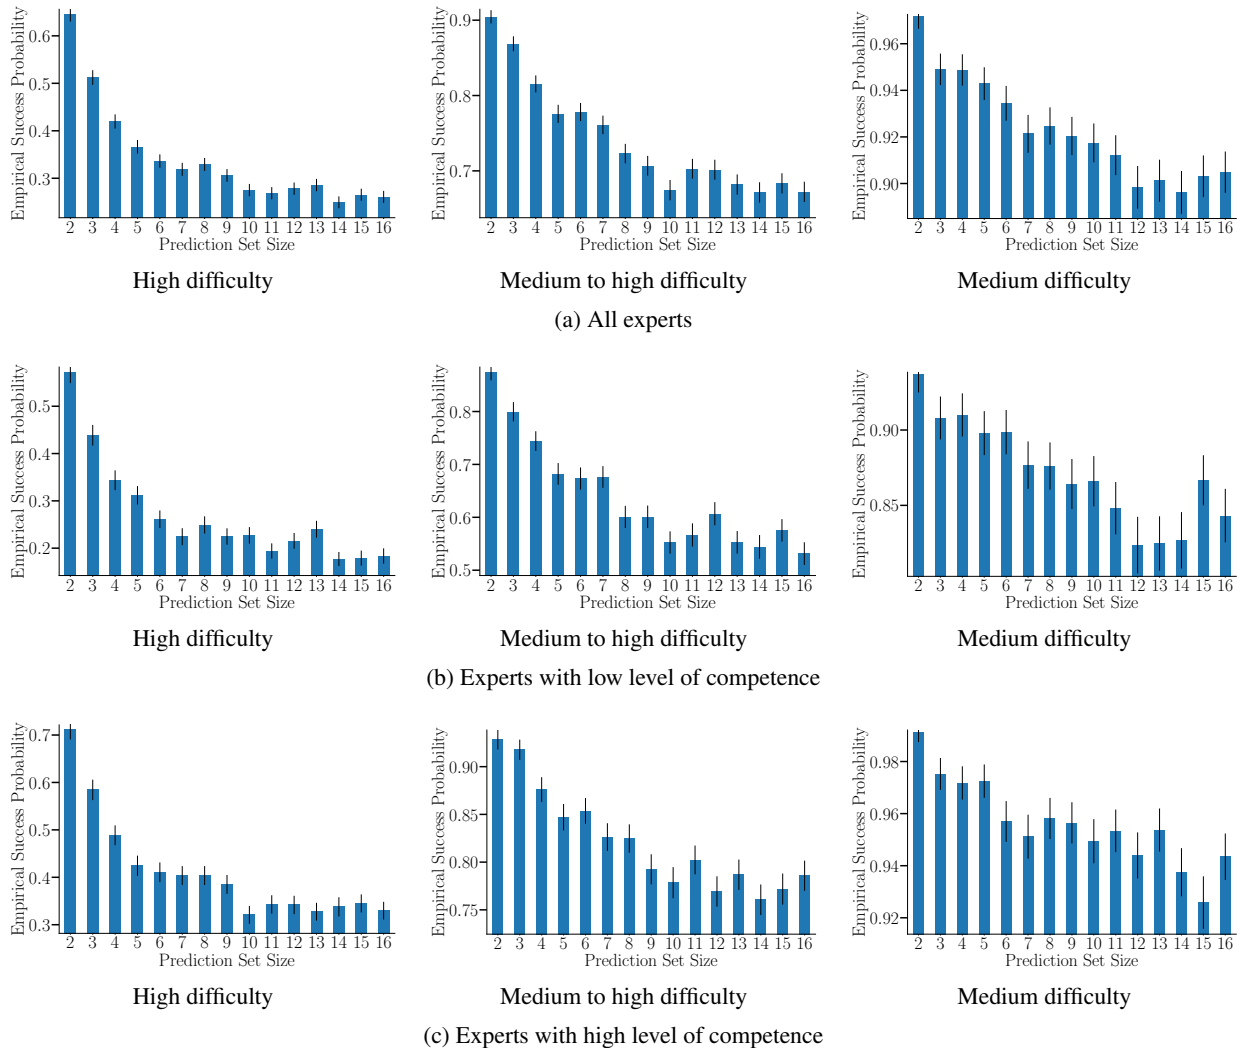 Empirical Success Probability
0.6
0.5
0.4
0.3
2 3 4 5 6 7 8 9 10 11 12 13 14 15 16
Prediction Set Size
High difficulty
Empirical Success Probability
0.9
0.8
0.7
2 3 4 5 6 7 8 9 10 11 12 13 14 15 16
Prediction Set Size
Medium to high difficulty
Empirical Success Probability
0.96
0.94
0.92
0.90
2 3 4 5 6 7 8 9 10 11 12 13 14 15 16
Prediction Set Size
Medium difficulty
(a) All experts
Empirical Success Probability
0.5
0.4
0.3
0.2
2 3 4 5 6 7 8 9 10 11 12 13 14 15 16
Prediction Set Size
High difficulty
Empirical Success Probability
0.8
0.7
0.6
0.5
2 3 4 5 6 7 8 9 10 11 12 13 14 15 16
Prediction Set Size
Medium to high difficulty
Empirical Success Probability
0.90
0.85
2 3 4 5 6 7 8 9 10 11 12 13 14 15 16
Prediction Set Size
Medium difficulty
(b) Experts with low level of competence
Empirical Success Probability
0.7
0.6
0.5
0.4
0.3
2 3 4 5 6 7 8 9 10 11 12 13 14 15 16
Prediction Set Size
High difficulty
Empirical Success Probability
0.90
0.85
0.80
0.75
2 3 4 5 6 7 8 9 10 11 12 13 14 15 16
Prediction Set Size
Medium to high difficulty
Empirical Success Probability
0.98
0.96
0.94
0.92
2 3 4 5 6 7 8 9 10 11 12 13 14 15 16
Prediction Set Size
Medium difficulty
(c) Experts with high level of competence